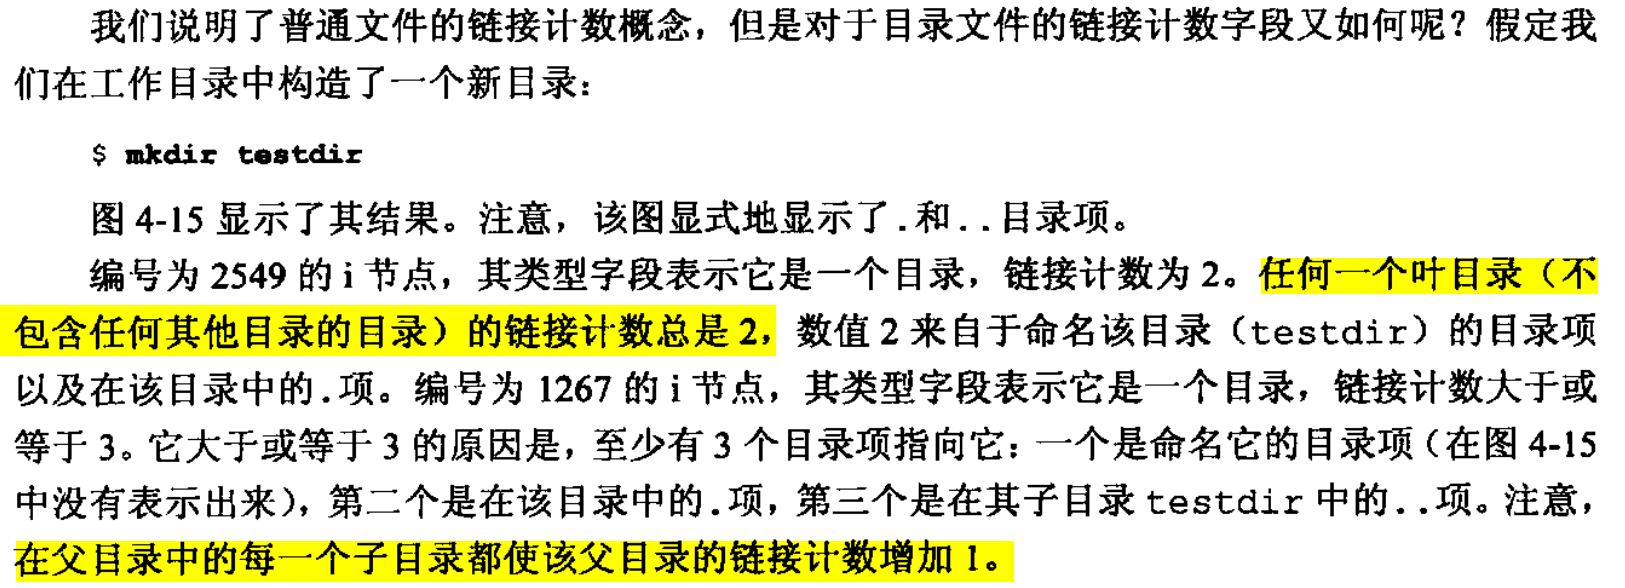 我们说明了普通文件的链接计数概念，但是对于目录文件的链接计数字段又如何呢？假定我
们在工作目录中构造了一个新目录：
$ mkdir testdir
图 4-15 显示了其结果。注意，该图显式地显示了.和..目录项。
编号为 2549 的 i 节点，其类型字段表示它是一个目录，链接计数为 2。任何一个叶目录（不
包含任何其他目录的目录）的链接计数总是 2，数值 2 来自于命名该目录（testdir）的目录项
以及在该目录中的.项。编号为 1267 的 i 节点，其类型字段表示它是一个目录，链接计数大于或
等于 3。它大于或等于 3 的原因是，至少有 3 个目录项指向它：一个是命名它的目录项（在图 4-15
中没有表示出来），第二个是在该目录中的.项，第三个是在其子目录 testdir 中的..项。注意，
在父目录中的每一个子目录都使该父目录的链接计数增加 1。